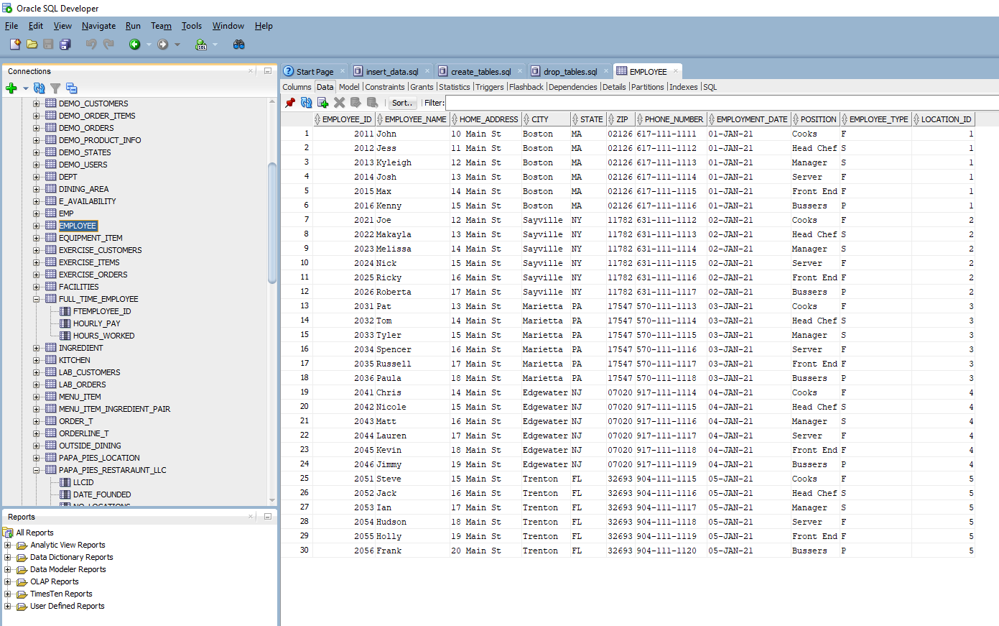 Oracle SQL Developer
File Edit View Navigate Run Team Tools Window Help
Connections
DEMO_CUSTOMERS
DEMO_ORDER_ITEMS
DEMO_ORDERS
DEMO_PRODUCT_INFO
DEMO_STATES
DEMO_USERS
DEPT
DINING_AREA
E_AVAILABILITY
EMP
EMPLOYEE
EQUIPMENT_ITEM
EXERCISE_CUSTOMERS
EXERCISE_ITEMS
EXERCISE_ORDERS
FACILITIES
FULL_TIME_EMPLOYEE
FTEMPLOYEE_ID
HOURLY_PAY
HOURS_WORKED
INGREDIENT
KITCHEN
LAB_CUSTOMERS
LAB_ORDERS
MENU_ITEM
MENU_ITEM_INGREDIENT_PAIR
ORDER_T
ORDERLINE_T
OUTSIDE_DINING
PAPA_PIES_LOCATION
PAPA_PIES_RESTARAUNT_LLC
LLCID
DATE_FOUNDED
NO_LOCATIONS
Reports
All Reports
Analytic View Reports
Data Dictionary Reports
Data Modeler Reports
OLAP Reports
TimesTen Reports
User Defined Reports
Start Page insert_data.sql create_tables.sql drop_tables.sql EMPLOYEE
Columns Data Model Constraints Grants Statistics Triggers Flashback Dependencies Details Partitions Indexes SQL
Sort.. Filter:
EMPLOYEE_ID EMPLOYEE_NAME HOME_ADDRESS CITY STATE ZIP PHONE_NUMBER EMPLOYMENT_DATE POSITION EMPLOYEE_TYPE LOCATION_ID
1 2011 John 10 Main St Boston MA 02126 617-111-1111 01-JAN-21 Cooks F 1
2 2012 Jess 11 Main St Boston MA 02126 617-111-1112 01-JAN-21 Head Chef S 1
3 2013 Kyleigh 12 Main St Boston MA 02126 617-111-1113 01-JAN-21 Manager S 1
4 2014 Josh 13 Main St Boston MA 02126 617-111-1114 01-JAN-21 Server F 1
5 2015 Max 14 Main St Boston MA 02126 617-111-1115 01-JAN-21 Front End F 1
6 2016 Kenny 15 Main St Boston MA 02126 617-111-1116 01-JAN-21 Bussers P 1
7 2021 Joe 12 Main St Sayville NY 11782 631-111-1112 02-JAN-21 Cooks F 2
8 2022 Makayla 13 Main St Sayville NY 11782 631-111-1113 02-JAN-21 Head Chef S 2
9 2023 Melissa 14 Main St Sayville NY 11782 631-111-1114 02-JAN-21 Manager S 2
10 2024 Nick 15 Main St Sayville NY 11782 631-111-1115 02-JAN-21 Server F 2
11 2025 Ricky 16 Main St Sayville NY 11782 631-111-1116 02-JAN-21 Front End F 2
12 2026 Roberta 17 Main St Sayville NY 11782 631-111-1117 02-JAN-21 Bussers P 2
13 2031 Pat 13 Main St Marietta PA 17547 570-111-1113 03-JAN-21 Cooks F 3
14 2032 Tom 14 Main St Marietta PA 17547 570-111-1114 03-JAN-21 Head Chef S 3
15 2033 Tyler 15 Main St Marietta PA 17547 570-111-1115 03-JAN-21 Manager S 3
16 2034 Spencer 16 Main St Marietta PA 17547 570-111-1116 03-JAN-21 Server F 3
17 2035 Russell 17 Main St Marietta PA 17547 570-111-1117 03-JAN-21 Front End F 3
18 2036 Paula 18 Main St Marietta PA 17547 570-111-1118 03-JAN-21 Bussers P 3
19 2041 Chris 14 Main St Edgewater NJ 07020 917-111-1114 04-JAN-21 Cooks F 4
20 2042 Nicole 15 Main St Edgewater NJ 07020 917-111-1115 04-JAN-21 Head Chef S 4
21 2043 Matt 16 Main St Edgewater NJ 07020 917-111-1116 04-JAN-21 Manager S 4
22 2044 Lauren 17 Main St Edgewater NJ 07020 917-111-1117 04-JAN-21 Server F 4
23 2045 Kevin 18 Main St Edgewater NJ 07020 917-111-1118 04-JAN-21 Front End F 4
24 2046 Jimmy 19 Main St Edgewater NJ 07020 917-111-1119 04-JAN-21 Bussers P 4
25 2051 Steve 15 Main St Trenton FL 32693 904-111-1115 05-JAN-21 Cooks F 5
26 2052 Jack 16 Main St Trenton FL 32693 904-111-1116 05-JAN-21 Head Chef S 5
27 2053 Ian 17 Main St Trenton FL 32693 904-111-1117 05-JAN-21 Manager S 5
28 2054 Hudson 18 Main St Trenton FL 32693 904-111-1118 05-JAN-21 Server F 5
29 2055 Holly 19 Main St Trenton FL 32693 904-111-1119 05-JAN-21 Front End F 5
30 2056 Frank 20 Main St Trenton FL 32693 904-111-1120 05-JAN-21 Bussers P 5